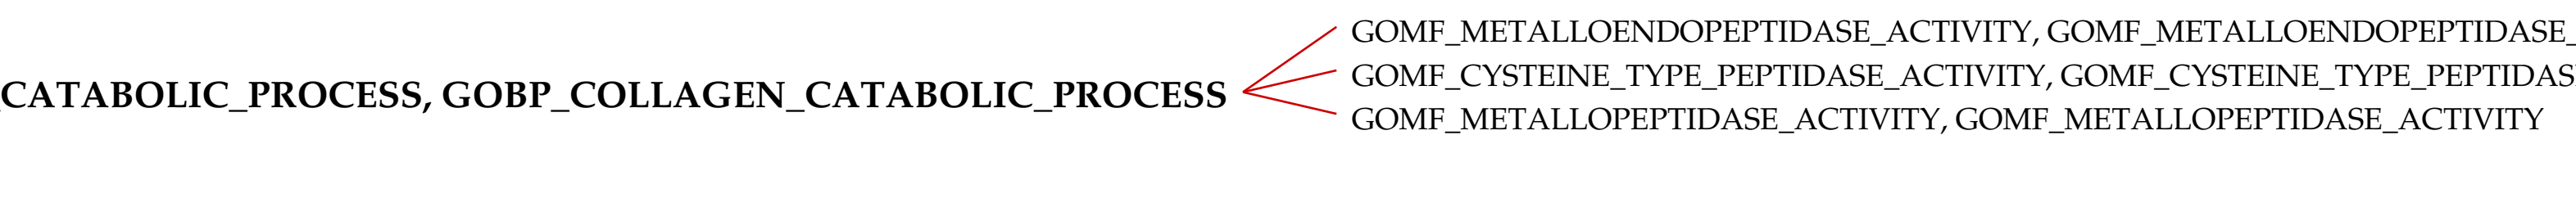 GOMF_METALLOENDOPEPTIDASE_ACTIVITY, GOMF_METALLOENDOPEPTIDASE_
CATABOLIC_PROCESS, GOBP_COLLAGEN_CATABOLIC_PROCESS
GOMF_CYSTEINE_TYPE_PEPTIDASE_ACTIVITY, GOMF_CYSTEINE_TYPE_PEPTIDAS
GOMF_METALLOPEPTIDASE_ACTIVITY, GOMF_METALLOPEPTIDASE_ACTIVITY